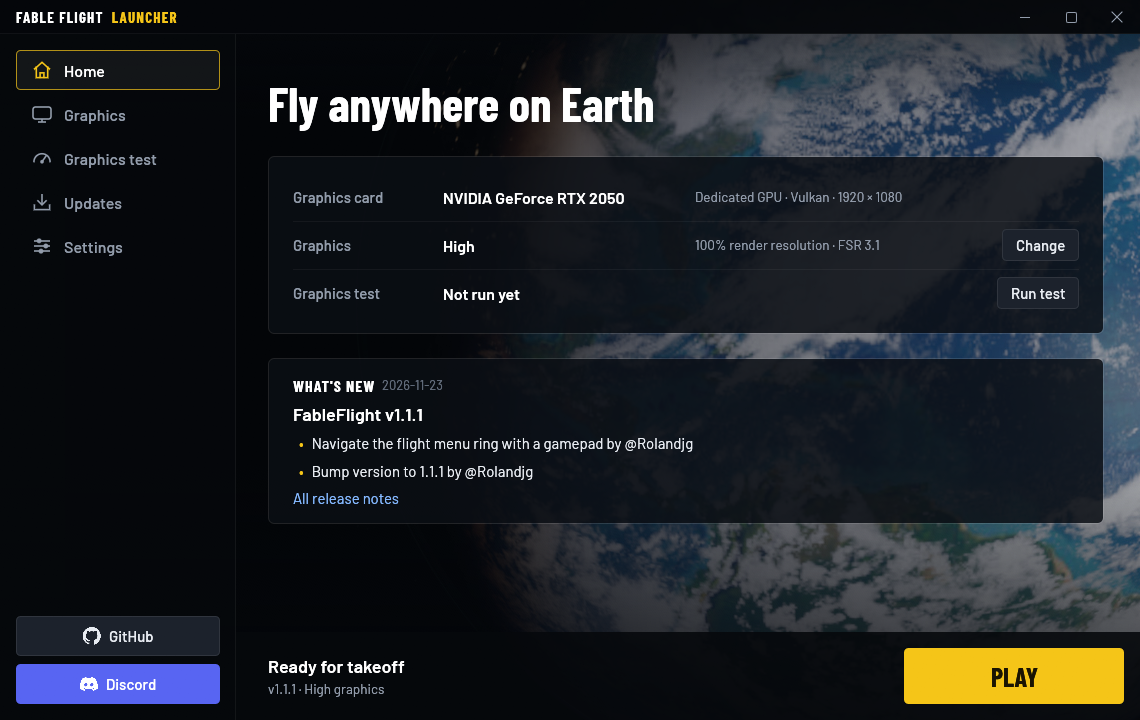 FABLE FLIGHT LAUNCHER
Home
Graphics
Graphics test
Updates
Settings
GitHub
Discord
Fly anywhere on Earth
Graphics card NVIDIA GeForce RTX 2050 Dedicated GPU · Vulkan · 1920 × 1080
Graphics High 100% render resolution · FSR 3.1 Change
Graphics test Not run yet Run test
WHAT'S NEW 2026-11-23
FableFlight v1.1.1
• Navigate the flight menu ring with a gamepad by @Rolandjg
• Bump version to 1.1.1 by @Rolandjg
All release notes
Ready for takeoff
v1.1.1 · High graphics
PLAY